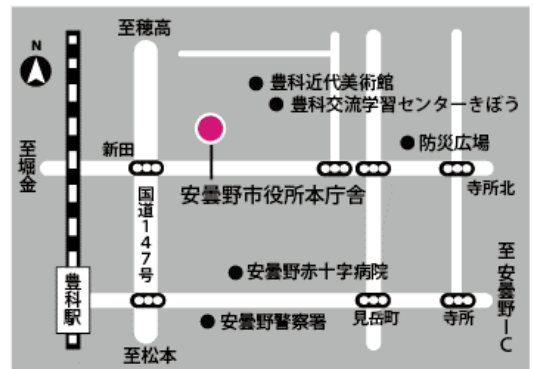 至穂高
N
豊科近代美術館
豊科交流学習センターきぼう
防災広場
新田
至堀金
安曇野市役所本庁舎
寺所北
国道147号
安曇野赤十字病院
至安曇野IC
豊科駅
安曇野警察署
見岳町
寺所
至松本